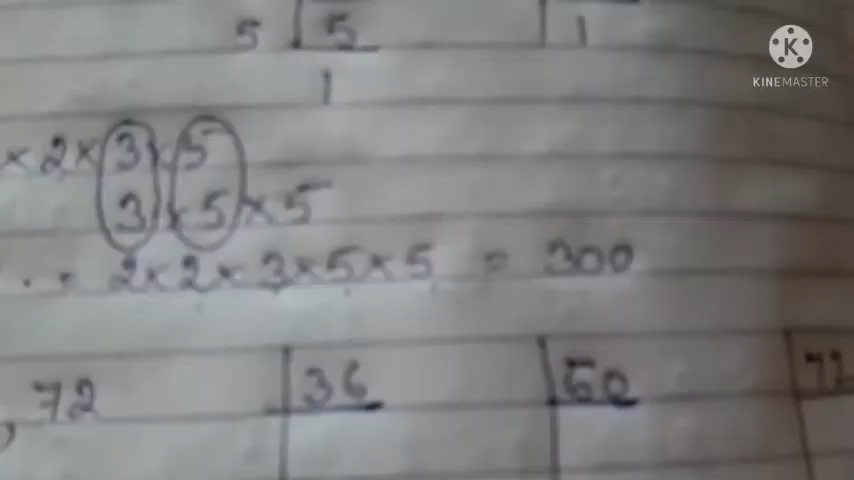 5 5 1
1
KINEMASTER
× 2 × 3 × 5
3 × 5 × 5
2 × 2 × 3 × 5 × 5 = 300
, 72 36 60 72